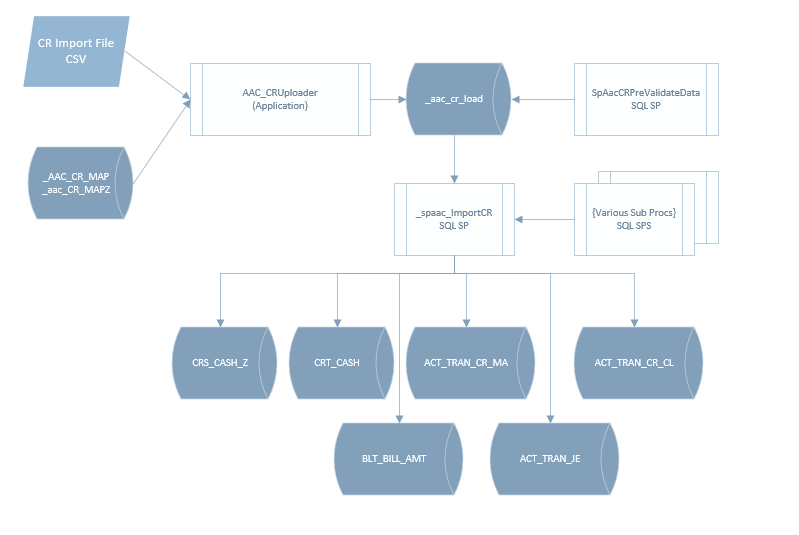 CR Import File
CSV
AAC_CRUploader
(Application)
_aac_cr_load
SpAacCRPreValidateData
SQL SP
_AAC_CR_MAP
_aac_CR_MAPZ
_spaac_ImportCR
SQL SP
{Various Sub Procs}
SQL SPS
CRS_CASH_Z
CRT_CASH
ACT_TRAN_CR_MA
ACT_TRAN_CR_CL
BLT_BILL_AMT
ACT_TRAN_JE